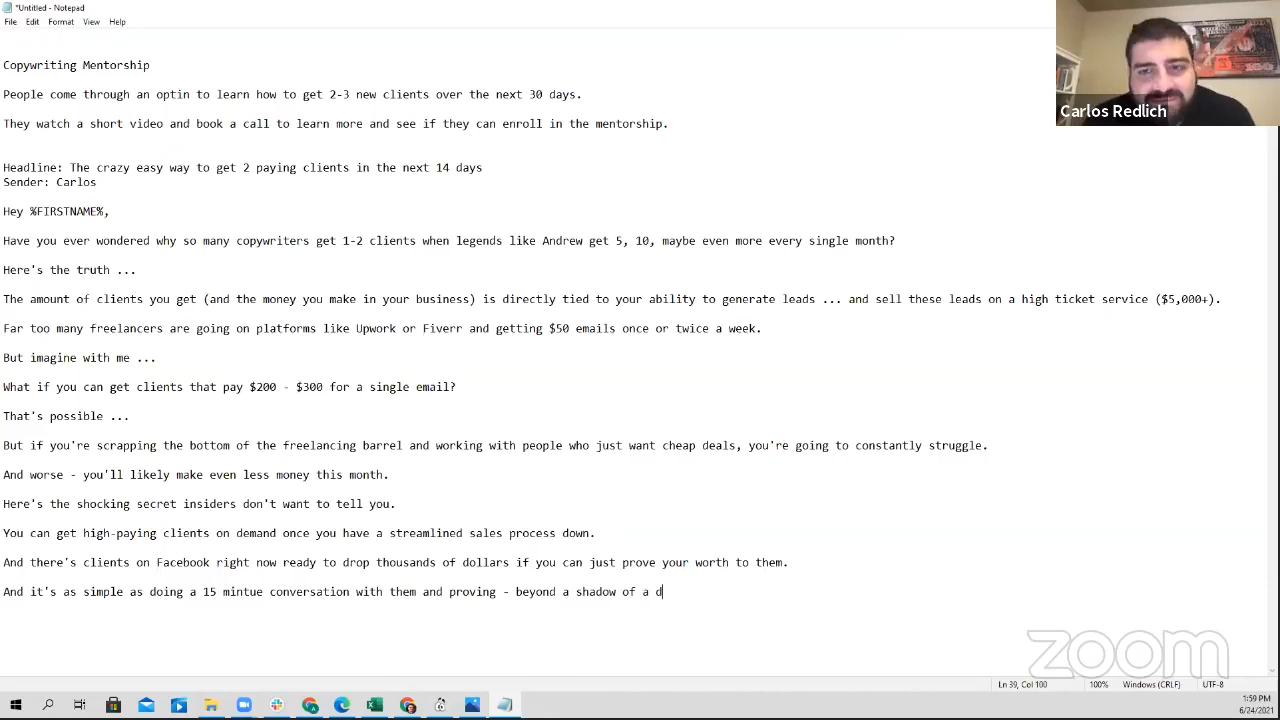 *Untitled - Notepad
File Edit Format View Help
Copywriting Mentorship
People come through an optin to learn how to get 2-3 new clients over the next 30 days.
They watch a short video and book a call to learn more and see if they can enroll in the mentorship.
Headline: The crazy easy way to get 2 paying clients in the next 14 days
Sender: Carlos
Hey %FIRSTNAME%,
Have you ever wondered why so many copywriters get 1-2 clients when legends like Andrew get 5, 10, maybe even more every single month?
Here's the truth ...
The amount of clients you get (and the money you make in your business) is directly tied to your ability to generate leads ... and sell these leads on a high ticket service ($5,000+).
Far too many freelancers are going on platforms like Upwork or Fiverr and getting $50 emails once or twice a week.
But imagine with me ...
What if you can get clients that pay $200 - $300 for a single email?
That's possible ...
But if you're scrapping the bottom of the freelancing barrel and working with people who just want cheap deals, you're going to constantly struggle.
And worse - you'll likely make even less money this month.
Here's the shocking secret insiders don't want to tell you.
You can get high-paying clients on demand once you have a streamlined sales process down.
And there's clients on Facebook right now ready to drop thousands of dollars if you can just prove your worth to them.
And it's as simple as doing a 15 mintue conversation with them and proving - beyond a shadow of a d
Carlos Redlich
zoom
Ln 39, Col 100 100% Windows (CRLF) UTF-8
1:59 PM
6/24/2021